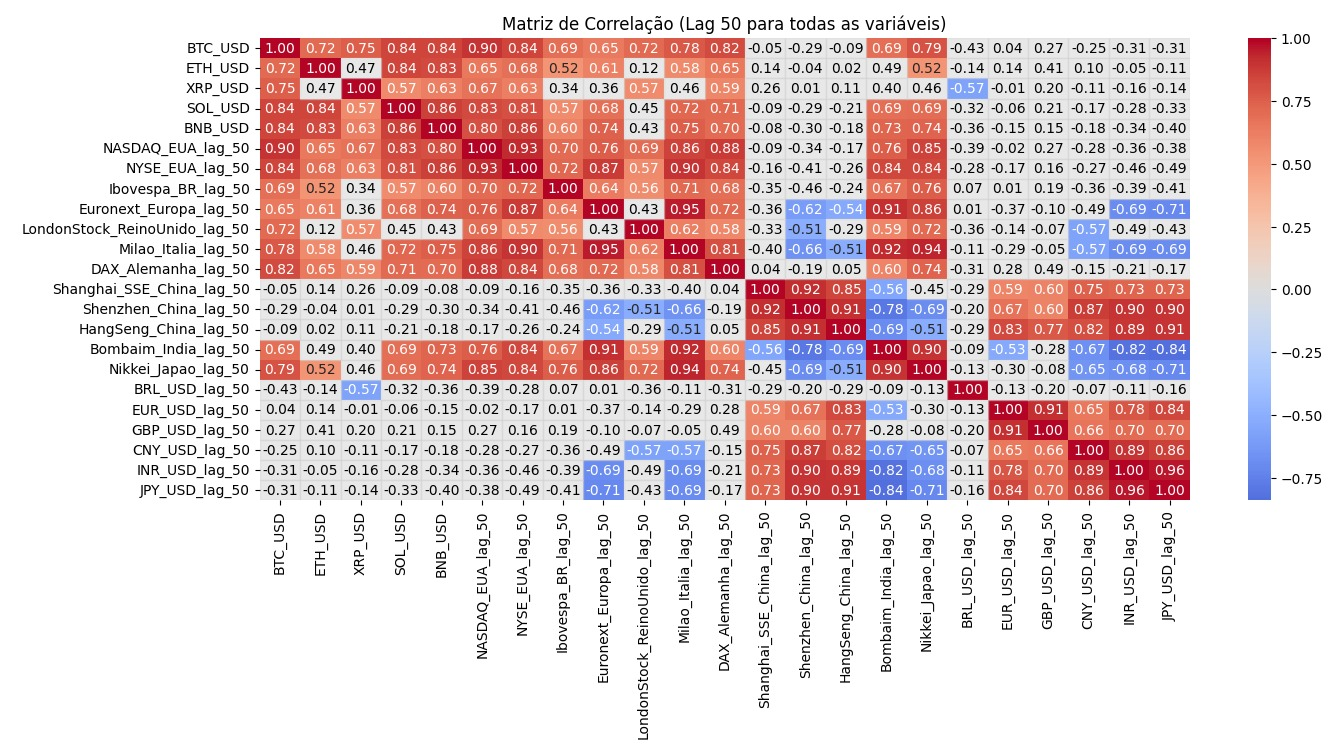 Matriz de Correlação (Lag 50 para todas as variáveis)
BTC_USD 1.00 0.72 0.75 0.84 0.84 0.90 0.84 0.69 0.65 0.72 0.78 0.82 -0.05 -0.29 -0.09 0.69 0.79 -0.43 0.04 0.27 -0.25 -0.31 -0.31
ETH_USD 0.72 1.00 0.47 0.84 0.83 0.65 0.68 0.52 0.61 0.12 0.58 0.65 0.14 -0.04 0.02 0.49 0.52 -0.14 0.14 0.41 0.10 -0.05 -0.11
XRP_USD 0.75 0.47 1.00 0.57 0.63 0.67 0.63 0.34 0.36 0.57 0.46 0.59 0.26 0.01 0.11 0.40 0.46 -0.57 -0.01 0.20 -0.11 -0.16 -0.14
SOL_USD 0.84 0.84 0.57 1.00 0.86 0.83 0.81 0.57 0.68 0.45 0.72 0.71 -0.09 -0.29 -0.21 0.69 0.69 -0.32 -0.06 0.21 -0.17 -0.28 -0.33
BNB_USD 0.84 0.83 0.63 0.86 1.00 0.80 0.86 0.60 0.74 0.43 0.75 0.70 -0.08 -0.30 -0.18 0.73 0.74 -0.36 -0.15 0.15 -0.18 -0.34 -0.40
NASDAQ_EUA_lag_50 0.90 0.65 0.67 0.83 0.80 1.00 0.93 0.70 0.76 0.69 0.86 0.88 -0.09 -0.34 -0.17 0.76 0.85 -0.39 -0.02 0.27 -0.28 -0.36 -0.38
NYSE_EUA_lag_50 0.84 0.68 0.63 0.81 0.86 0.93 1.00 0.72 0.87 0.57 0.90 0.84 -0.16 -0.41 -0.26 0.84 0.84 -0.28 -0.17 0.16 -0.27 -0.46 -0.49
Ibovespa_BR_lag_50 0.69 0.52 0.34 0.57 0.60 0.70 0.72 1.00 0.64 0.56 0.71 0.68 -0.35 -0.46 -0.24 0.67 0.76 0.07 0.01 0.19 -0.36 -0.39 -0.41
Euronext_Europa_lag_50 0.65 0.61 0.36 0.68 0.74 0.76 0.87 0.64 1.00 0.43 0.95 0.72 -0.36 -0.62 -0.54 0.91 0.86 0.01 -0.37 -0.10 -0.49 -0.69 -0.71
LondonStock_ReinoUnido_lag_50 0.72 0.12 0.57 0.45 0.43 0.69 0.57 0.56 0.43 1.00 0.62 0.58 -0.33 -0.51 -0.29 0.59 0.72 -0.36 -0.14 -0.07 -0.57 -0.49 -0.43
Milao_Italia_lag_50 0.78 0.58 0.46 0.72 0.75 0.86 0.90 0.71 0.95 0.62 1.00 0.81 -0.40 -0.66 -0.51 0.92 0.94 -0.11 -0.29 -0.05 -0.57 -0.69 -0.69
DAX_Alemanha_lag_50 0.82 0.65 0.59 0.71 0.70 0.88 0.84 0.68 0.72 0.58 0.81 1.00 0.04 -0.19 0.05 0.60 0.74 -0.31 0.28 0.49 -0.15 -0.21 -0.17
Shanghai_SSE_China_lag_50 -0.05 0.14 0.26 -0.09 -0.08 -0.09 -0.16 -0.35 -0.36 -0.33 -0.40 0.04 1.00 0.92 0.85 -0.56 -0.45 -0.29 0.59 0.60 0.75 0.73 0.73
Shenzhen_China_lag_50 -0.29 -0.04 0.01 -0.29 -0.30 -0.34 -0.41 -0.46 -0.62 -0.51 -0.66 -0.19 0.92 1.00 0.91 -0.78 -0.69 -0.20 0.67 0.60 0.87 0.90 0.90
HangSeng_China_lag_50 -0.09 0.02 0.11 -0.21 -0.18 -0.17 -0.26 -0.24 -0.54 -0.29 -0.51 0.05 0.85 0.91 1.00 -0.69 -0.51 -0.29 0.83 0.77 0.82 0.89 0.91
Bombaim_India_lag_50 0.69 0.49 0.40 0.69 0.73 0.76 0.84 0.67 0.91 0.59 0.92 0.60 -0.56 -0.78 -0.69 1.00 0.90 -0.09 -0.53 -0.28 -0.67 -0.82 -0.84
Nikkei_Japao_lag_50 0.79 0.52 0.46 0.69 0.74 0.85 0.84 0.76 0.86 0.72 0.94 0.74 -0.45 -0.69 -0.51 0.90 1.00 -0.13 -0.30 -0.08 -0.65 -0.68 -0.71
BRL_USD_lag_50 -0.43 -0.14 -0.57 -0.32 -0.36 -0.39 -0.28 0.07 0.01 -0.36 -0.11 -0.31 -0.29 -0.20 -0.29 -0.09 -0.13 1.00 -0.13 -0.20 -0.07 -0.11 -0.16
EUR_USD_lag_50 0.04 0.14 -0.01 -0.06 -0.15 -0.02 -0.17 0.01 -0.37 -0.14 -0.29 0.28 0.59 0.67 0.83 -0.53 -0.30 -0.13 1.00 0.91 0.65 0.78 0.84
GBP_USD_lag_50 0.27 0.41 0.20 0.21 0.15 0.27 0.16 0.19 -0.10 -0.07 -0.05 0.49 0.60 0.60 0.77 -0.28 -0.08 -0.20 0.91 1.00 0.66 0.70 0.70
CNY_USD_lag_50 -0.25 0.10 -0.11 -0.17 -0.18 -0.28 -0.27 -0.36 -0.49 -0.57 -0.57 -0.15 0.75 0.87 0.82 -0.67 -0.65 -0.07 0.65 0.66 1.00 0.89 0.86
INR_USD_lag_50 -0.31 -0.05 -0.16 -0.28 -0.34 -0.36 -0.46 -0.39 -0.69 -0.49 -0.69 -0.21 0.73 0.90 0.89 -0.82 -0.68 -0.11 0.78 0.70 0.89 1.00 0.96
JPY_USD_lag_50 -0.31 -0.11 -0.14 -0.33 -0.40 -0.38 -0.49 -0.41 -0.71 -0.43 -0.69 -0.17 0.73 0.90 0.91 -0.84 -0.71 -0.16 0.84 0.70 0.86 0.96 1.00
BTC_USD
ETH_USD
XRP_USD
SOL_USD
BNB_USD
NASDAQ_EUA_lag_50
NYSE_EUA_lag_50
Ibovespa_BR_lag_50
Euronext_Europa_lag_50
LondonStock_ReinoUnido_lag_50
Milao_Italia_lag_50
DAX_Alemanha_lag_50
Shanghai_SSE_China_lag_50
Shenzhen_China_lag_50
HangSeng_China_lag_50
Bombaim_India_lag_50
Nikkei_Japao_lag_50
BRL_USD_lag_50
EUR_USD_lag_50
GBP_USD_lag_50
CNY_USD_lag_50
INR_USD_lag_50
JPY_USD_lag_50
1.00
0.75
0.50
0.25
0.00
−0.25
−0.50
−0.75